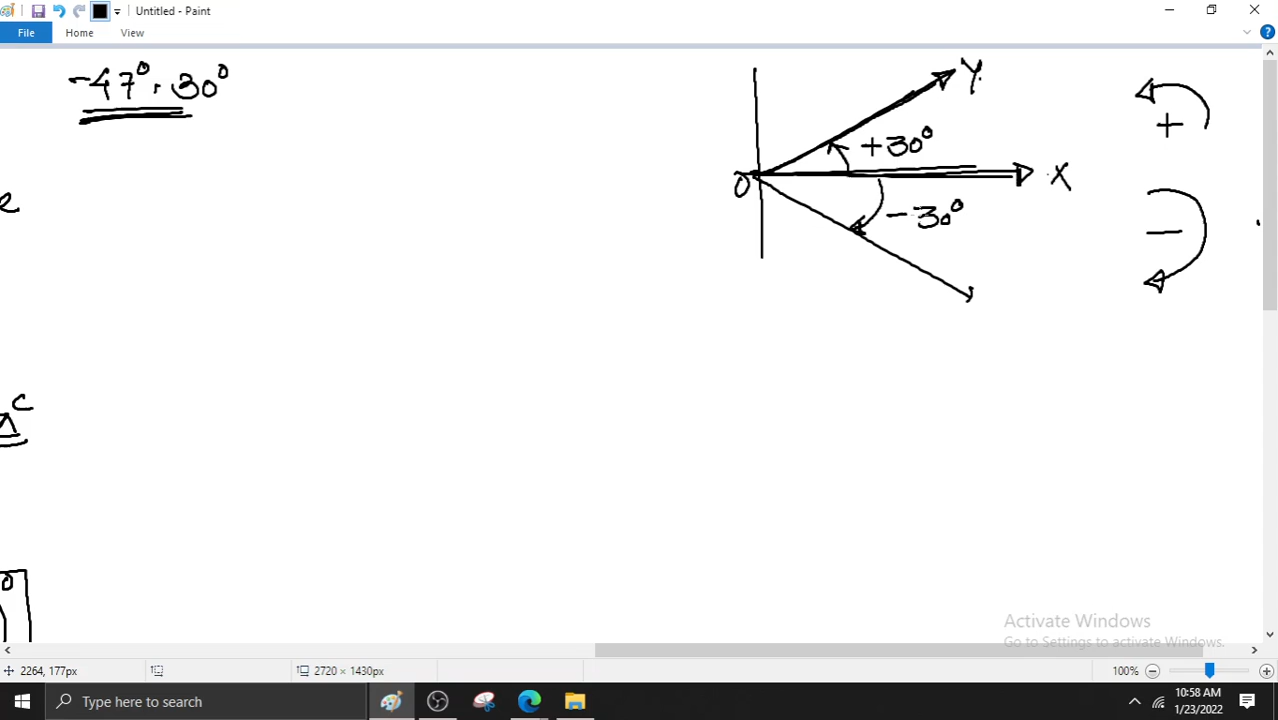 Untitled - Paint
File Home View
-47° · 30°
Y
+30°
+
O
X
-30°
-
e
c
0
Activate Windows
Go to Settings to activate Windows.
2264, 177px
2720 × 1430px
100%
Type here to search
10:58 AM
1/23/2022